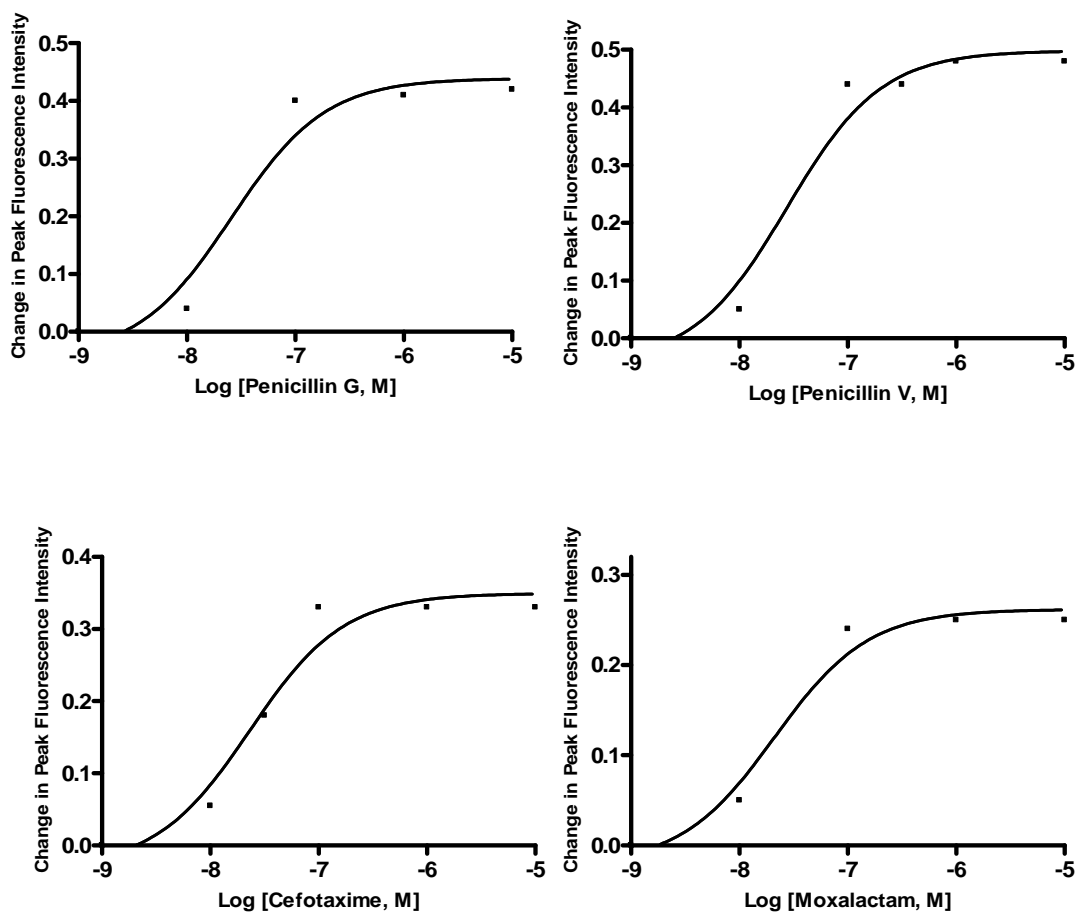 Change in Peak Fluorescence Intensity
0.5
0.4
0.3
0.2
0.1
0.0
-9 -8 -7 -6 -5
Log [Penicillin G, M]
Change in Peak Fluorescence Intensity
0.5
0.4
0.3
0.2
0.1
0.0
-9 -8 -7 -6 -5
Log [Penicillin V, M]
Change in Peak Fluorescence Intensity
0.4
0.3
0.2
0.1
0.0
-9 -8 -7 -6 -5
Log [Cefotaxime, M]
Change in Peak Fluorescence Intensity
0.3
0.2
0.1
0.0
-9 -8 -7 -6 -5
Log [Moxalactam, M]